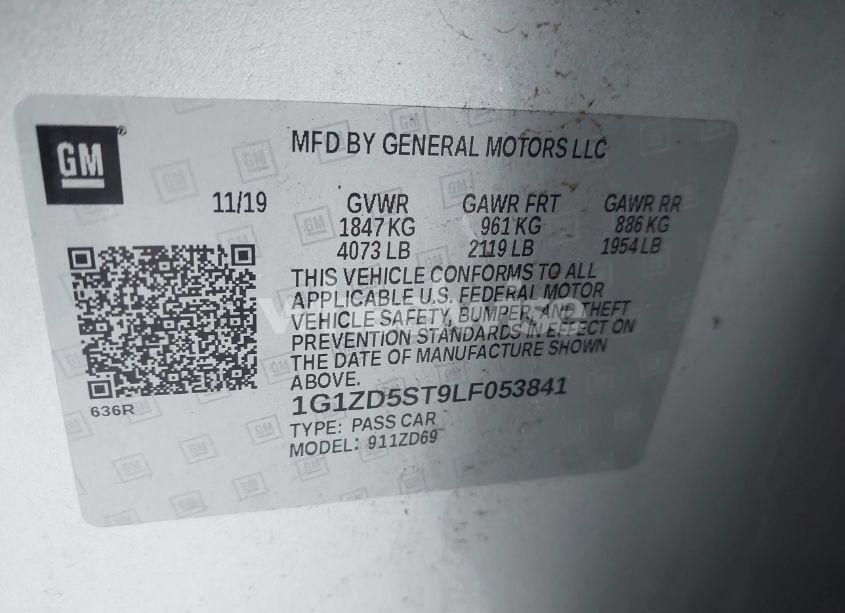 GM
MFD BY GENERAL MOTORS LLC
11/19 GVWR GAWR FRT GAWR RR
1847 KG 961 KG 886 KG
4073 LB 2119 LB 1954 LB
THIS VEHICLE CONFORMS TO ALL
APPLICABLE U.S. FEDERAL MOTOR
VEHICLE SAFETY, BUMPER, AND THEFT
PREVENTION STANDARDS IN EFFECT ON
THE DATE OF MANUFACTURE SHOWN
ABOVE.
1G1ZD5ST9LF053841
636R
TYPE: PASS CAR
MODEL: 911ZD69